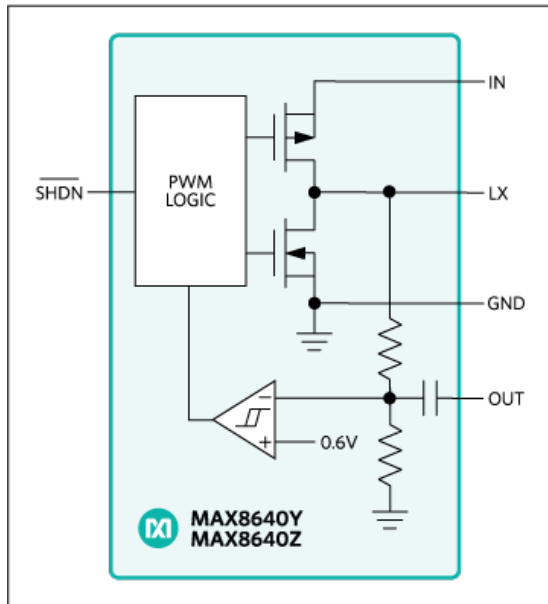 IN
SHDN
PWM
LOGIC
LX
GND
OUT
−
+
0.6V
MAX8640Y
MAX8640Z